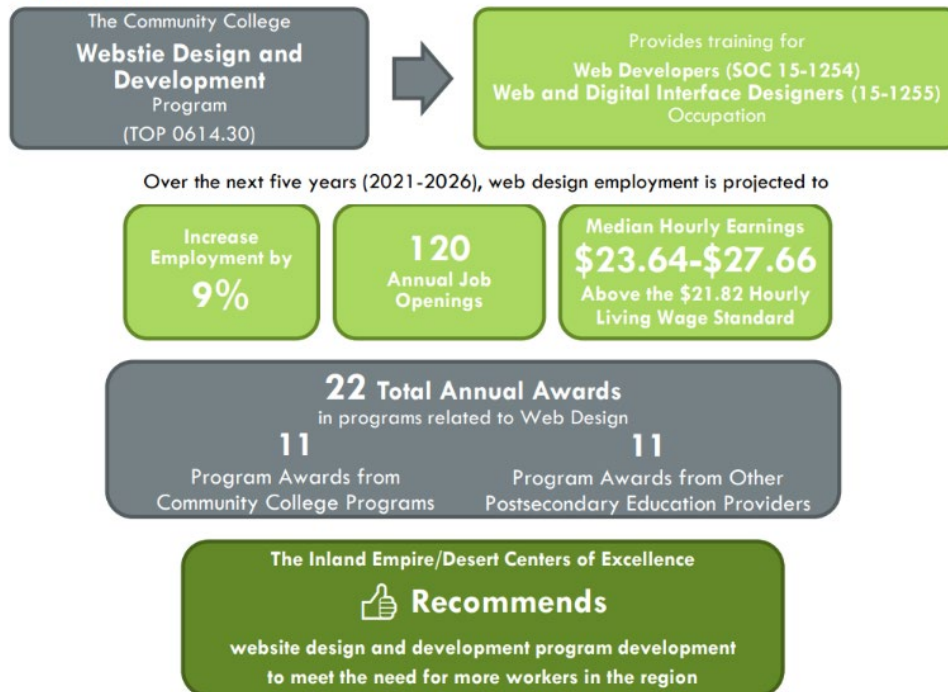 The Community College
Webstie Design and
Development
Program
(TOP 0614.30)
Provides training for
Web Developers (SOC 15-1254)
Web and Digital Interface Designers (15-1255)
Occupation
Over the next five years (2021-2026), web design employment is projected to
Increase
Employment by
9%
120
Annual Job
Openings
Median Hourly Earnings
$23.64-$27.66
Above the $21.82 Hourly
Living Wage Standard
22 Total Annual Awards
in programs related to Web Design
11
Program Awards from
Community College Programs
11
Program Awards from Other
Postsecondary Education Providers
The Inland Empire/Desert Centers of Excellence
Recommends
website design and development program development
to meet the need for more workers in the region